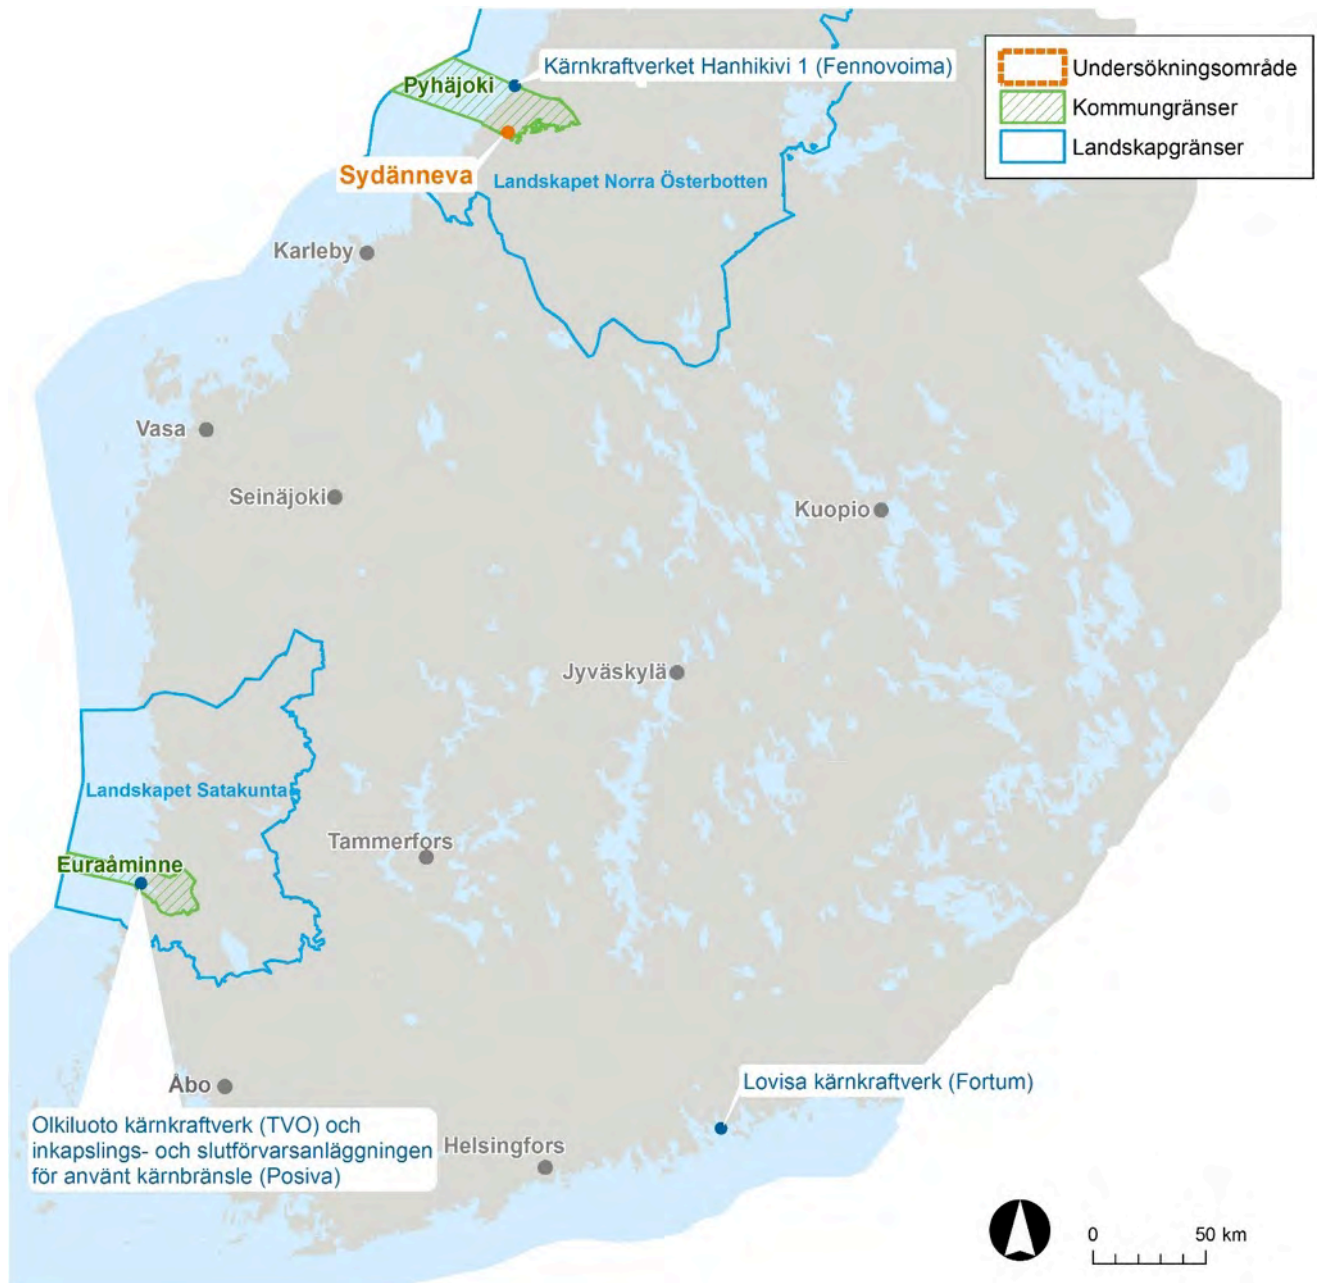 Kärnkraftverket Hanhikivi 1 (Fennovoima)
Pyhäjoki
Undersökningsområde
Kommungränser
Landskapgränser
Sydänneva
Landskapet Norra Österbotten
Karleby
Vasa
Seinäjoki
Kuopio
Jyväskylä
Landskapet Satakunta
Tammerfors
Euraåminne
Åbo
Lovisa kärnkraftverk (Fortum)
Olkiluoto kärnkraftverk (TVO) och
inkapslings- och slutförvarsanläggningen
för använt kärnbränsle (Posiva)
Helsingfors
0 50 km